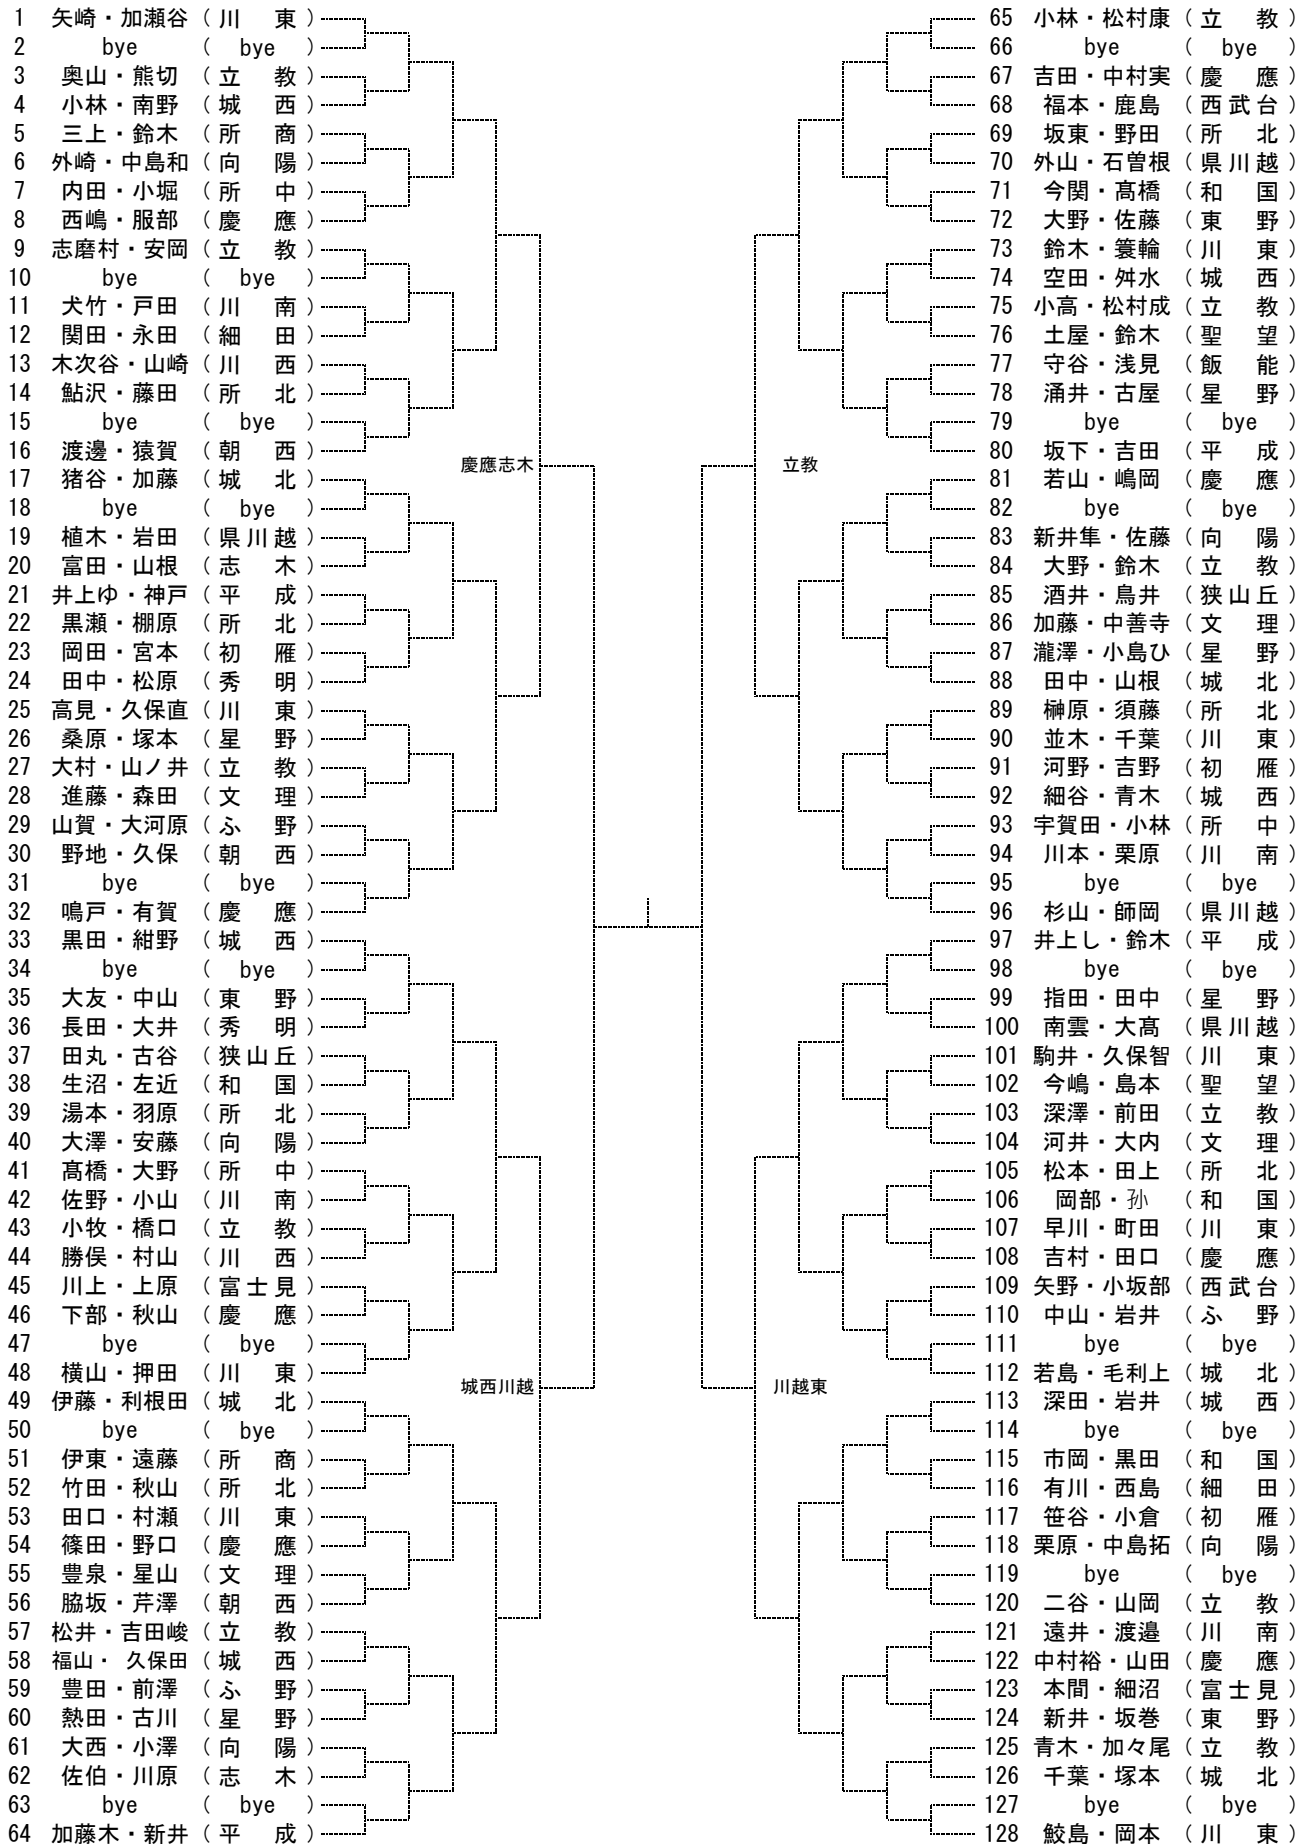 1 矢崎・加瀬谷 （川 東）
2 bye （ bye ）
3 奥山・熊切 （立 教）
4 小林・南野 （城 西）
5 三上・鈴木 （所 商）
6 外崎・中島和 （向 陽）
7 内田・小堀 （所 中）
8 西嶋・服部 （慶 應）
9 志磨村・安岡 （立 教）
10 bye （ bye ）
11 犬竹・戸田 （川 南）
12 関田・永田 （細 田）
13 木次谷・山崎 （川 西）
14 鮎沢・藤田 （所 北）
15 bye （ bye ）
16 渡邊・猿賀 （朝 西）
17 猪谷・加藤 （城 北）
18 bye （ bye ）
19 植木・岩田 （県川越）
20 富田・山根 （志 木）
21 井上ゆ・神戸 （平 成）
22 黒瀬・棚原 （所 北）
23 岡田・宮本 （初 雁）
24 田中・松原 （秀 明）
25 高見・久保直 （川 東）
26 桑原・塚本 （星 野）
27 大村・山ノ井 （立 教）
28 進藤・森田 （文 理）
29 山賀・大河原 （ふ 野）
30 野地・久保 （朝 西）
31 bye （ bye ）
32 鳴戸・有賀 （慶 應）
33 黒田・紺野 （城 西）
34 bye （ bye ）
35 大友・中山 （東 野）
36 長田・大井 （秀 明）
37 田丸・古谷 （狭山丘）
38 生沼・左近 （和 国）
39 湯本・羽原 （所 北）
40 大澤・安藤 （向 陽）
41 髙橋・大野 （所 中）
42 佐野・小山 （川 南）
43 小牧・橋口 （立 教）
44 勝俣・村山 （川 西）
45 川上・上原 （富士見）
46 下部・秋山 （慶 應）
47 bye （ bye ）
48 横山・押田 （川 東）
49 伊藤・利根田 （城 北）
50 bye （ bye ）
51 伊東・遠藤 （所 商）
52 竹田・秋山 （所 北）
53 田口・村瀬 （川 東）
54 篠田・野口 （慶 應）
55 豊泉・星山 （文 理）
56 脇坂・芹澤 （朝 西）
57 松井・吉田峻 （立 教）
58 福山・ 久保田 （城 西）
59 豊田・前澤 （ふ 野）
60 熱田・古川 （星 野）
61 大西・小澤 （向 陽）
62 佐伯・川原 （志 木）
63 bye （ bye ）
64 加藤木・新井 （平 成）
慶應志木
城西川越
立教
川越東
65 小林・松村康 （立 教）
66 bye （ bye ）
67 吉田・中村実 （慶 應）
68 福本・鹿島 （西武台）
69 坂東・野田 （所 北）
70 外山・石曽根 （県川越）
71 今関・髙橋 （和 国）
72 大野・佐藤 （東 野）
73 鈴木・簑輪 （川 東）
74 空田・舛水 （城 西）
75 小高・松村成 （立 教）
76 土屋・鈴木 （聖 望）
77 守谷・浅見 （飯 能）
78 涌井・古屋 （星 野）
79 bye （ bye ）
80 坂下・吉田 （平 成）
81 若山・嶋岡 （慶 應）
82 bye （ bye ）
83 新井隼・佐藤 （向 陽）
84 大野・鈴木 （立 教）
85 酒井・鳥井 （狭山丘）
86 加藤・中善寺 （文 理）
87 瀧澤・小島ひ （星 野）
88 田中・山根 （城 北）
89 榊原・須藤 （所 北）
90 並木・千葉 （川 東）
91 河野・吉野 （初 雁）
92 細谷・青木 （城 西）
93 宇賀田・小林 （所 中）
94 川本・栗原 （川 南）
95 bye （ bye ）
96 杉山・師岡 （県川越）
97 井上し・鈴木 （平 成）
98 bye （ bye ）
99 指田・田中 （星 野）
100 南雲・大髙 （県川越）
101 駒井・久保智 （川 東）
102 今嶋・島本 （聖 望）
103 深澤・前田 （立 教）
104 河井・大内 （文 理）
105 松本・田上 （所 北）
106 岡部・孙 （和 国）
107 早川・町田 （川 東）
108 吉村・田口 （慶 應）
109 矢野・小坂部 （西武台）
110 中山・岩井 （ふ 野）
111 bye （ bye ）
112 若島・毛利上 （城 北）
113 深田・岩井 （城 西）
114 bye （ bye ）
115 市岡・黒田 （和 国）
116 有川・西島 （細 田）
117 笹谷・小倉 （初 雁）
118 栗原・中島拓 （向 陽）
119 bye （ bye ）
120 二谷・山岡 （立 教）
121 遠井・渡邉 （川 南）
122 中村裕・山田 （慶 應）
123 本間・細沼 （富士見）
124 新井・坂巻 （東 野）
125 青木・加々尾 （立 教）
126 千葉・塚本 （城 北）
127 bye （ bye ）
128 鮫島・岡本 （川 東）